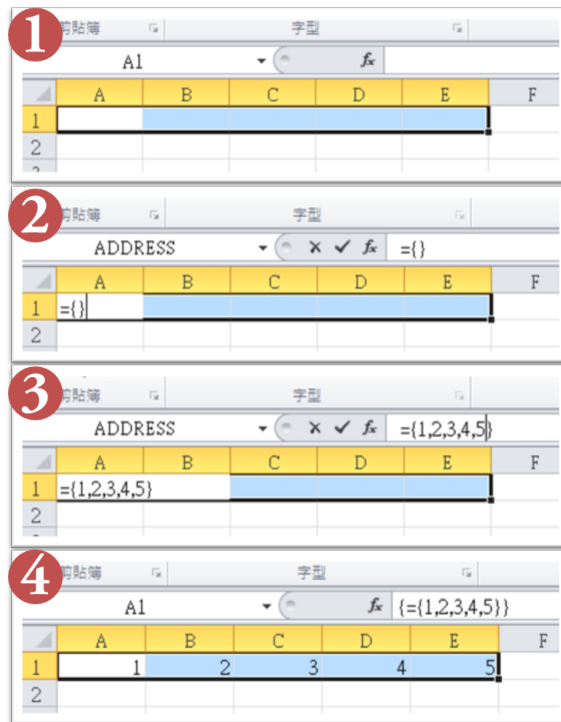 1
剪貼簿 字型
A1 fx
A B C D E F
1
2
2
剪貼簿 字型
ADDRESS fx ={}
A B C D E F
1 ={}
2
3
剪貼簿 字型
ADDRESS fx ={1,2,3,4,5}
A B C D E F
1 ={1,2,3,4,5}
2
4
剪貼簿 字型
A1 fx {={1,2,3,4,5}}
A B C D E F
1 1 2 3 4 5
2